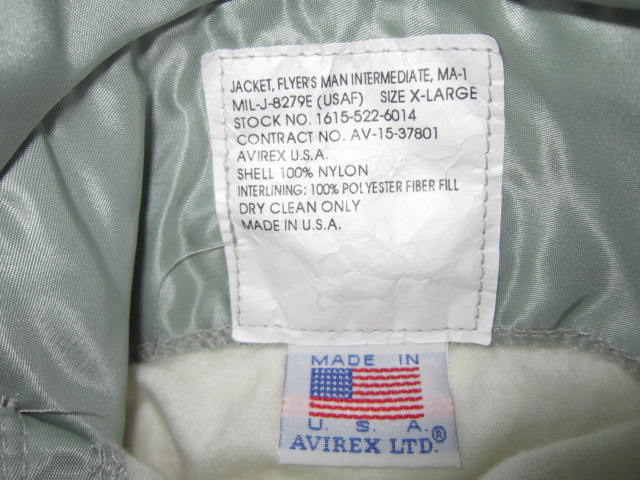 JACKET, FLYER'S MAN INTERMEDIATE, MA-1
MIL-J-8279E (USAF) SIZE X-LARGE
STOCK NO. 1615-522-6014
CONTRACT NO. AV-15-37801
AVIREX U.S.A.
SHELL 100% NYLON
INTERLINING: 100% POLYESTER FIBER FILL
DRY CLEAN ONLY
MADE IN U.S.A.
MADE IN
U. S. A.
AVIREX LTD.®